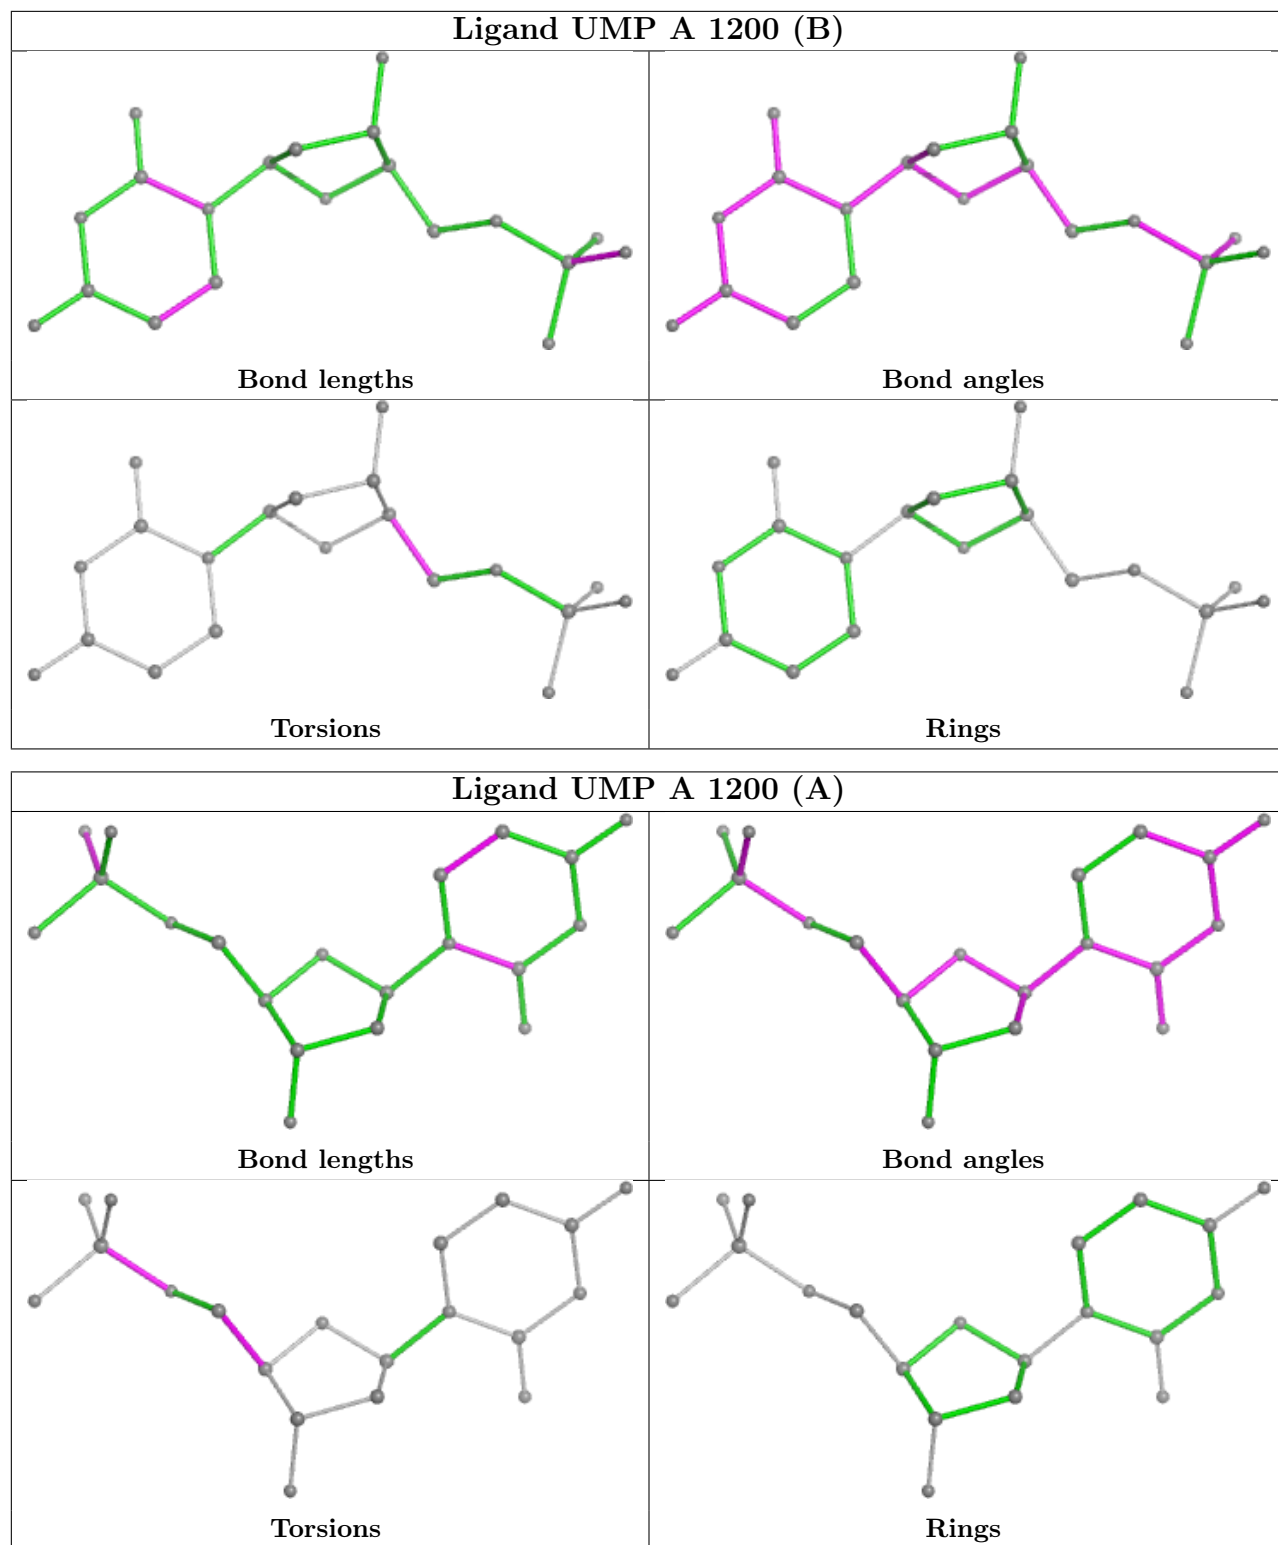 Ligand UMP A 1200 (B)
Bond lengths
Bond angles
Torsions
Rings
Ligand UMP A 1200 (A)
Bond lengths
Bond angles
Torsions
Rings